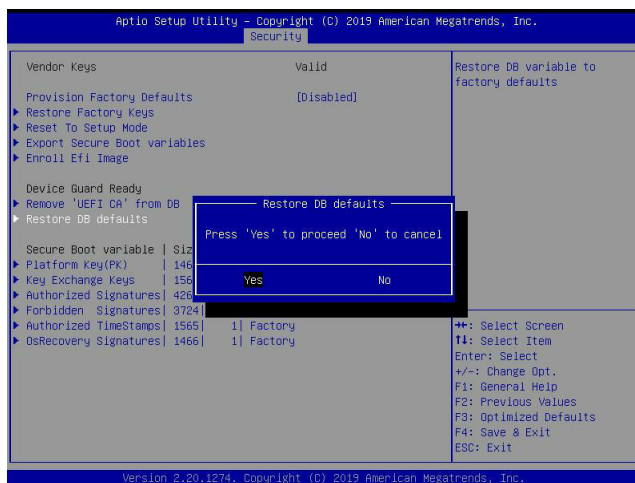 Aptio Setup Utility – Copyright (C) 2019 American Megatrends, Inc.
Security
Vendor Keys Valid
Provision Factory Defaults [Disabled]
Restore Factory Keys
Reset To Setup Mode
Export Secure Boot variables
Enroll Efi Image
Device Guard Ready
Remove 'UEFI CA' from DB
Restore DB defaults
Secure Boot variable | Siz
Platform Key(PK) | 146
Key Exchange Keys | 156
Authorized Signatures| 426
Forbidden Signatures| 3724|
Authorized TimeStamps| 1565| 1| Factory
OsRecovery Signatures| 1466| 1| Factory
Restore DB defaults
Press 'Yes' to proceed 'No' to cancel
Yes No
Restore DB variable to
factory defaults
→←: Select Screen
↑↓: Select Item
Enter: Select
+/-: Change Opt.
F1: General Help
F2: Previous Values
F3: Optimized Defaults
F4: Save & Exit
ESC: Exit
Version 2.20.1274. Copyright (C) 2019 American Megatrends, Inc.